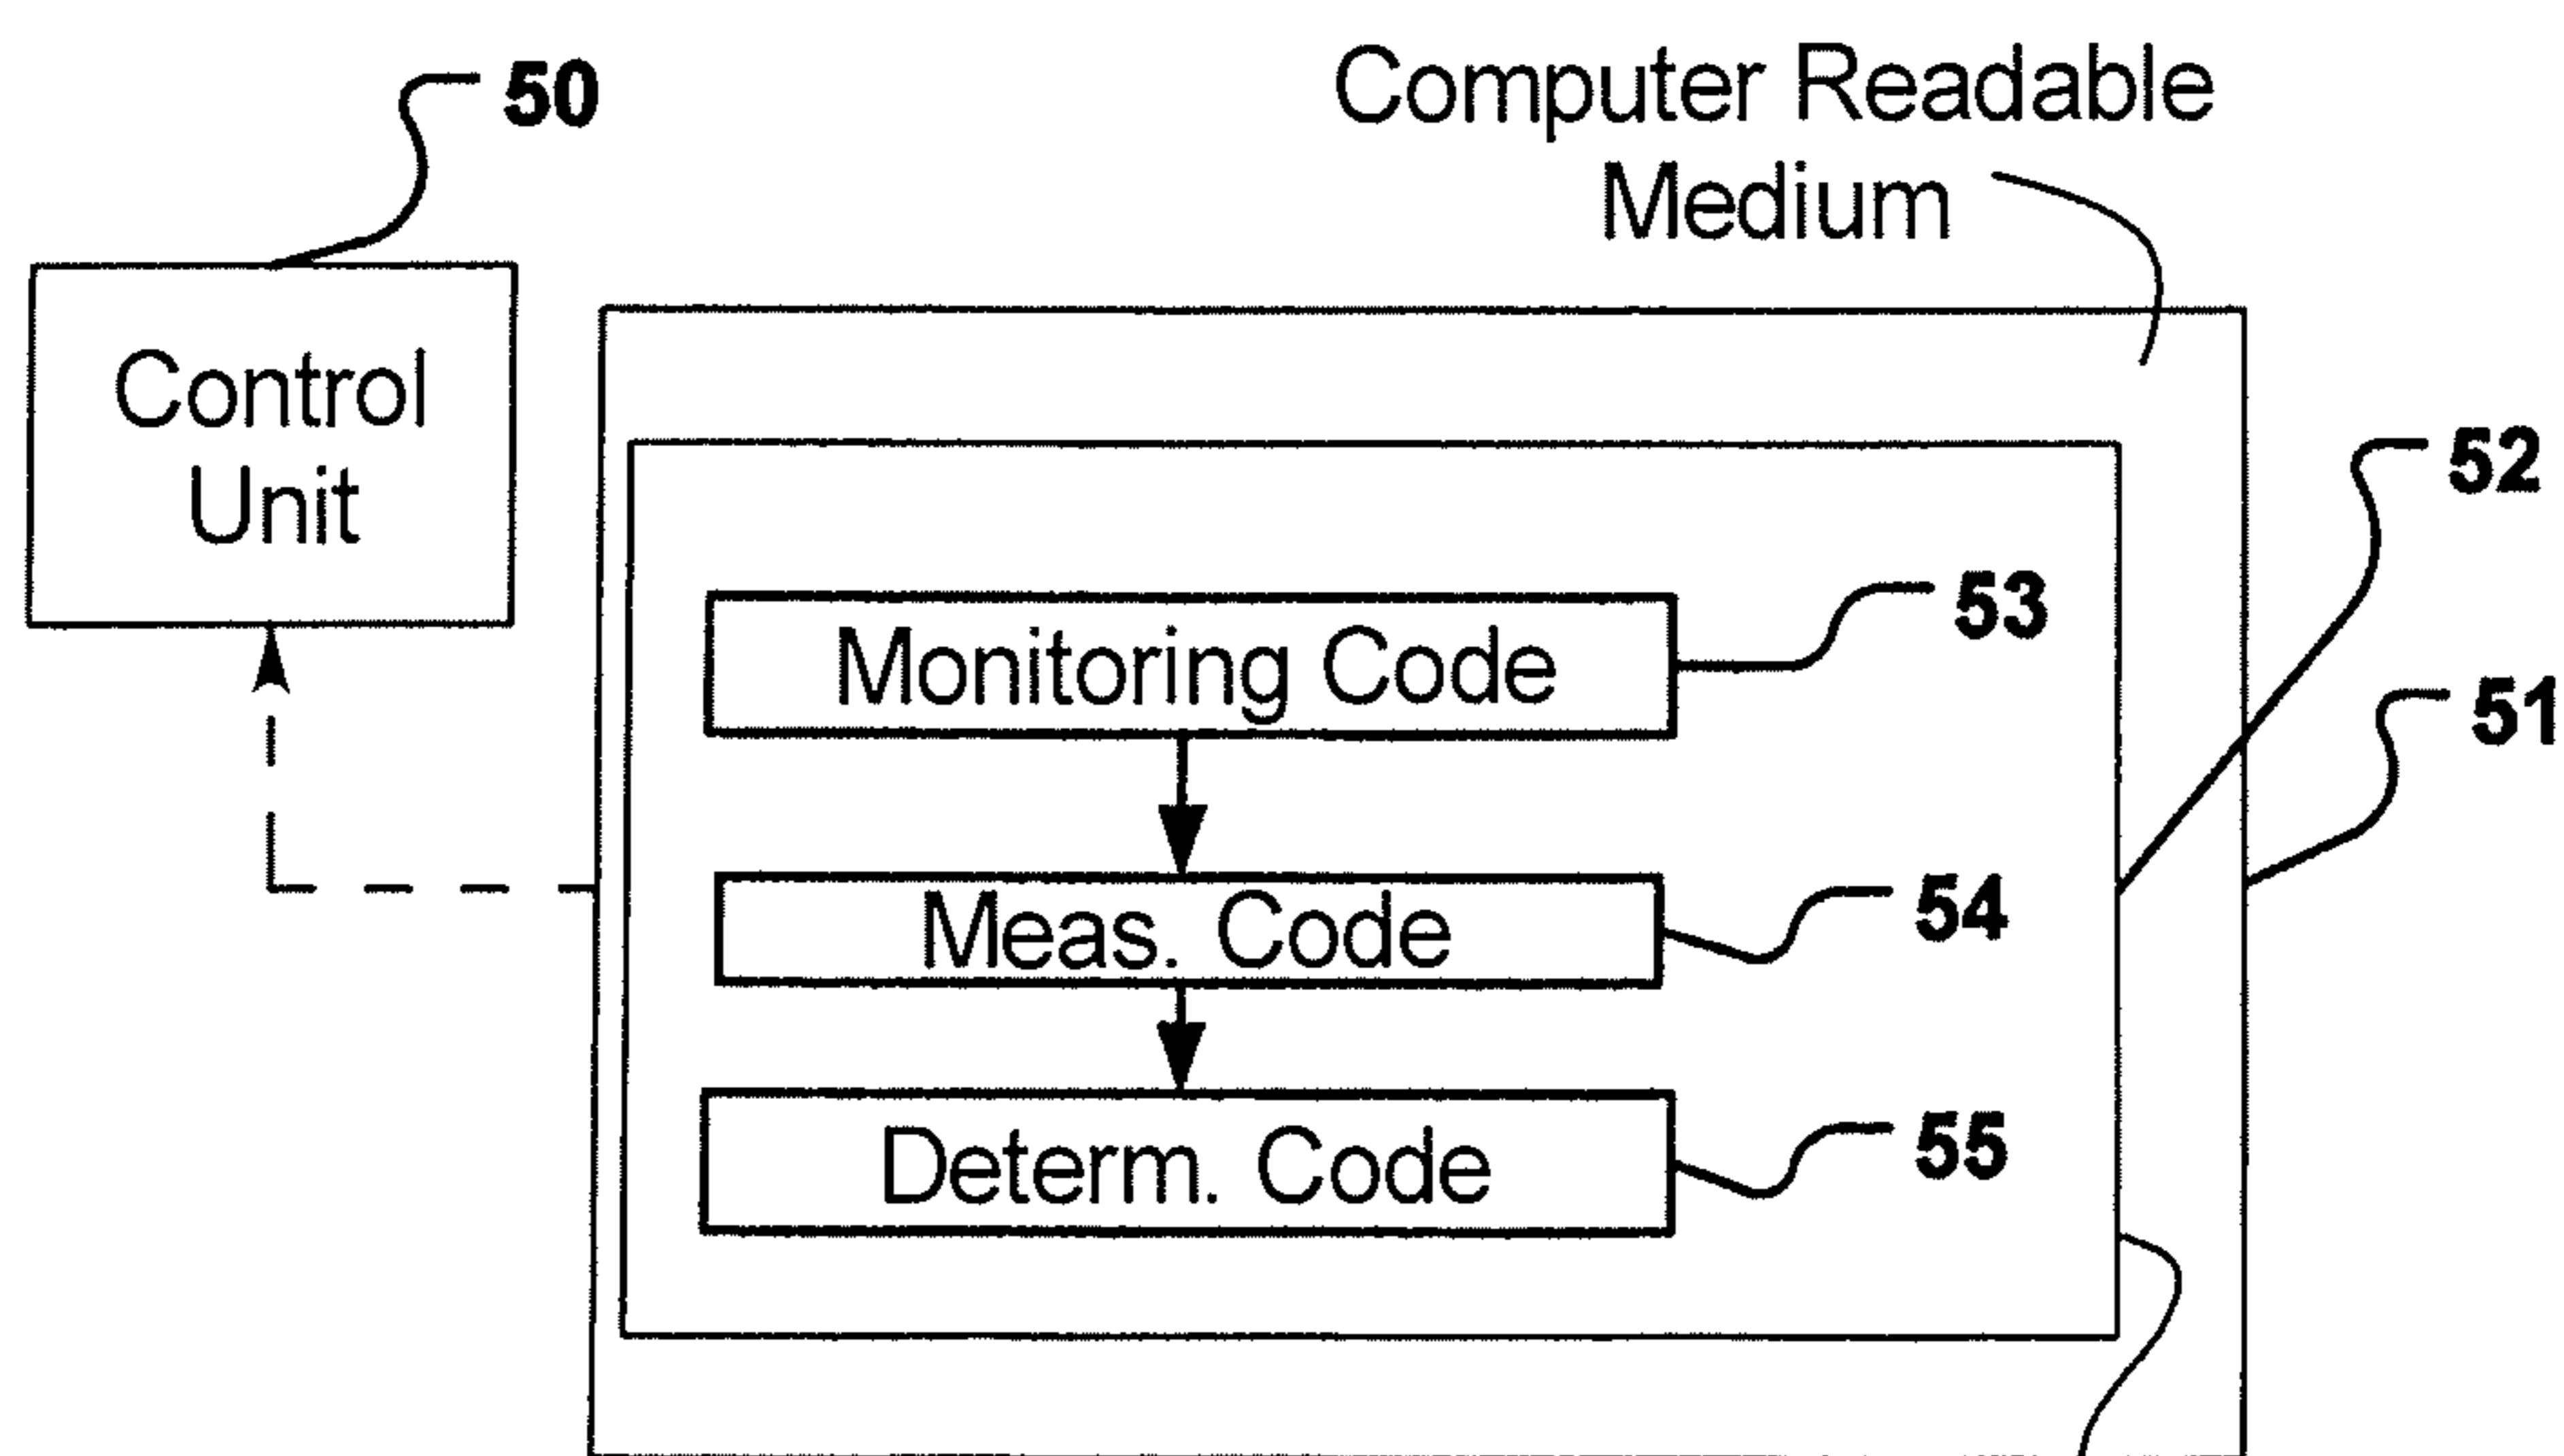 50
Computer Readable
Medium
Control
Unit
52
53
Monitoring Code
51
54
Meas. Code
55
Determ. Code